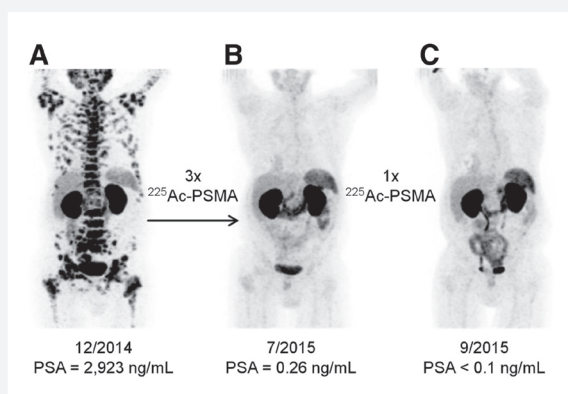 A
B
C
3x
²²⁵Ac-PSMA
1x
²²⁵Ac-PSMA
12/2014
PSA = 2,923 ng/mL
7/2015
PSA = 0.26 ng/mL
9/2015
PSA < 0.1 ng/mL